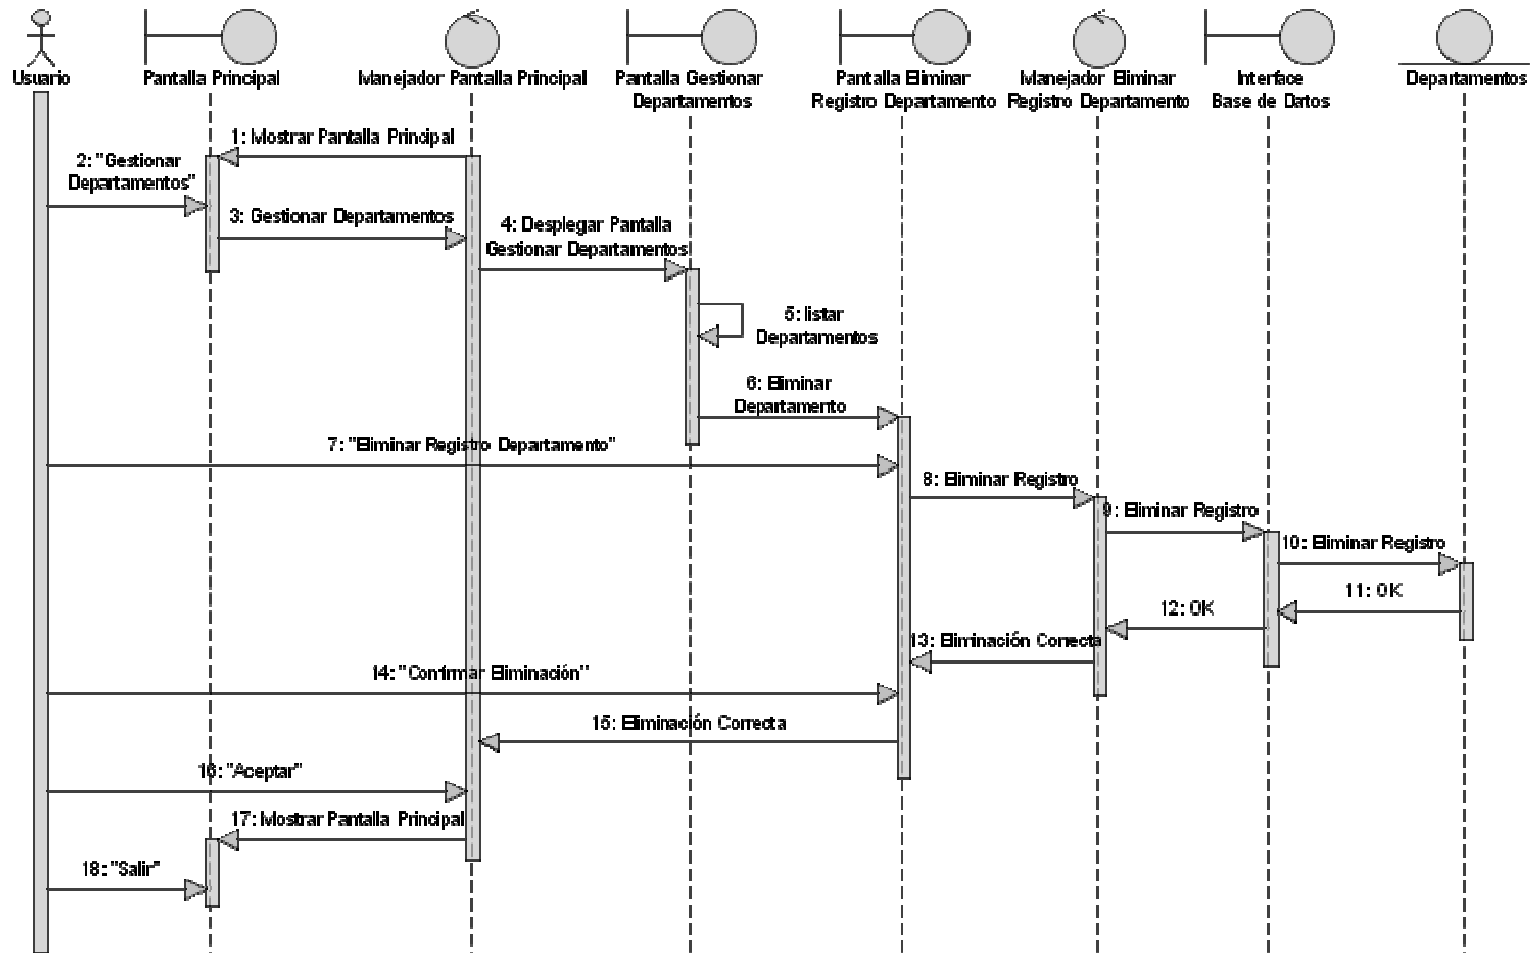 Usuario
Pantalla Principal
Manejador Pantalla Principal
Pantalla Gestionar
Departamentos
Pantalla Eliminar
Registro Departamento
Manejador Eliminar
Registro Departamento
Interface
Base de Datos
Departamentos
1: Mostrar Pantalla Principal
2: "Gestionar
Departamentos"
3: Gestionar Departamentos
4: Desplegar Pantalla
Gestionar Departamentos
5: listar
Departamentos
6: Eliminar
Departamento
7: "Eliminar Registro Departamento"
8: Eliminar Registro
9: Eliminar Registro
10: Eliminar Registro
11: OK
12: OK
13: Eliminación Correcta
14: "Confirmar Eliminación"
15: Eliminación Correcta
16: "Aceptar"
17: Mostrar Pantalla Principal
18: "Salir"